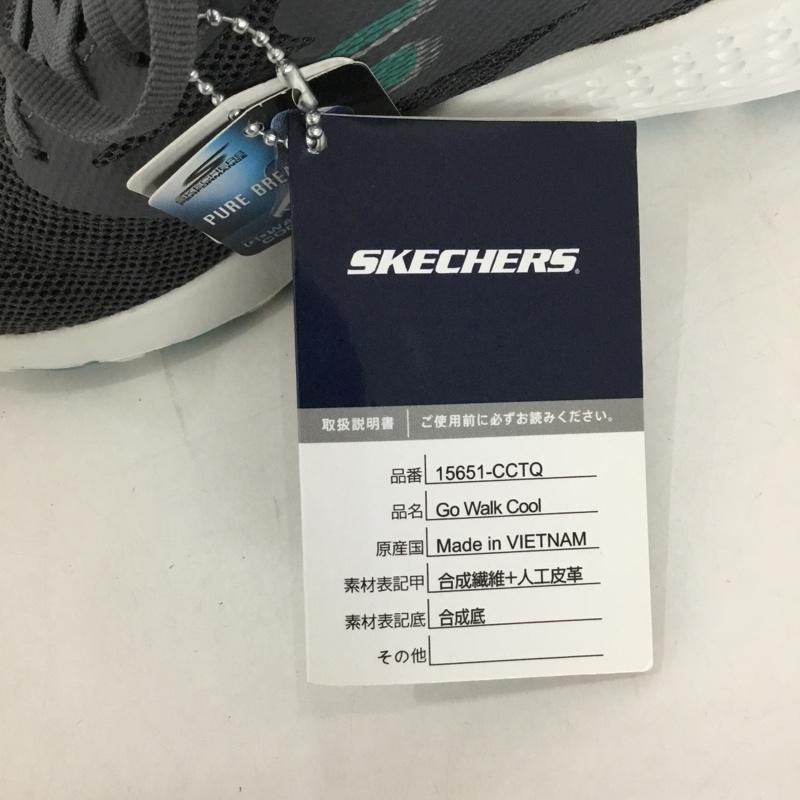 SKECHERS
PURE BREA
SKECHERS
取扱説明書 ご使用前に必ずお読みください。
品番 15651-CCTQ
品名 Go Walk Cool
原産国 Made in VIETNAM
素材表記甲 合成繊維+人工皮革
素材表記底 合成底
その他